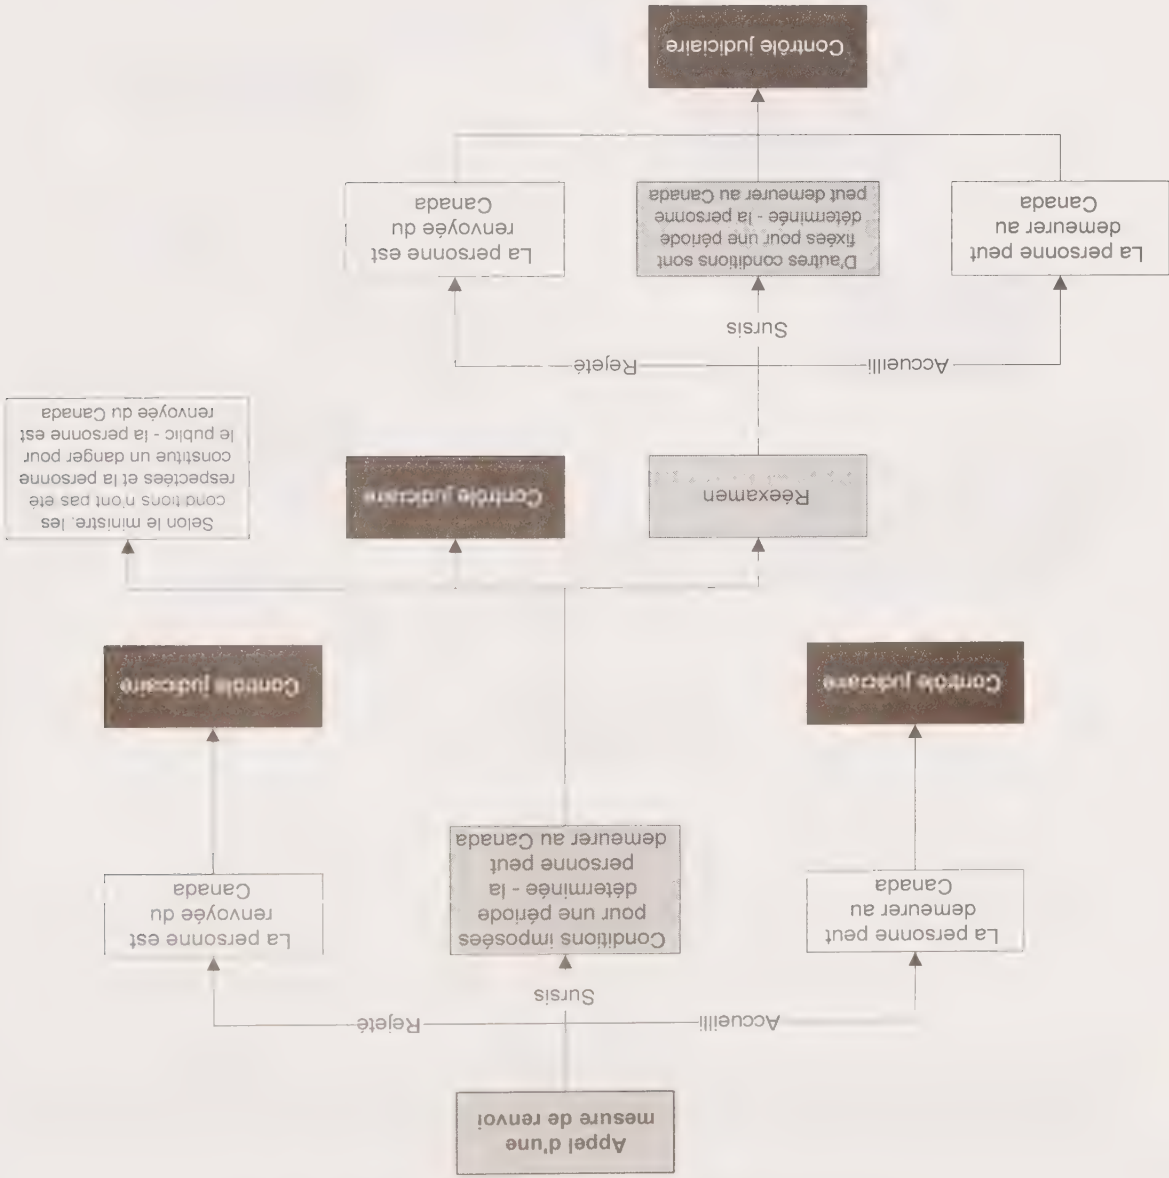 Appel d'une
mesure de renvoi
Accueilli
Rejeté
Sursis
La personne peut
demeurer au
Canada
Conditions imposées
pour une période
déterminée - la
personne peut
demeurer au Canada
La personne est
renvoyée du
Canada
Contrôle judiciaire
Contrôle judiciaire
Réexamen
Contrôle judiciaire
Selon le ministre, les
conditions n'ont pas été
respectées et la personne
constitue un danger pour
le public - la personne est
renvoyée du Canada
Accueilli
Rejeté
Sursis
La personne peut
demeurer au
Canada
D'autres conditions sont
fixées pour une période
déterminée - la personne
peut demeurer au Canada
La personne est
renvoyée du
Canada
Contrôle judiciaire